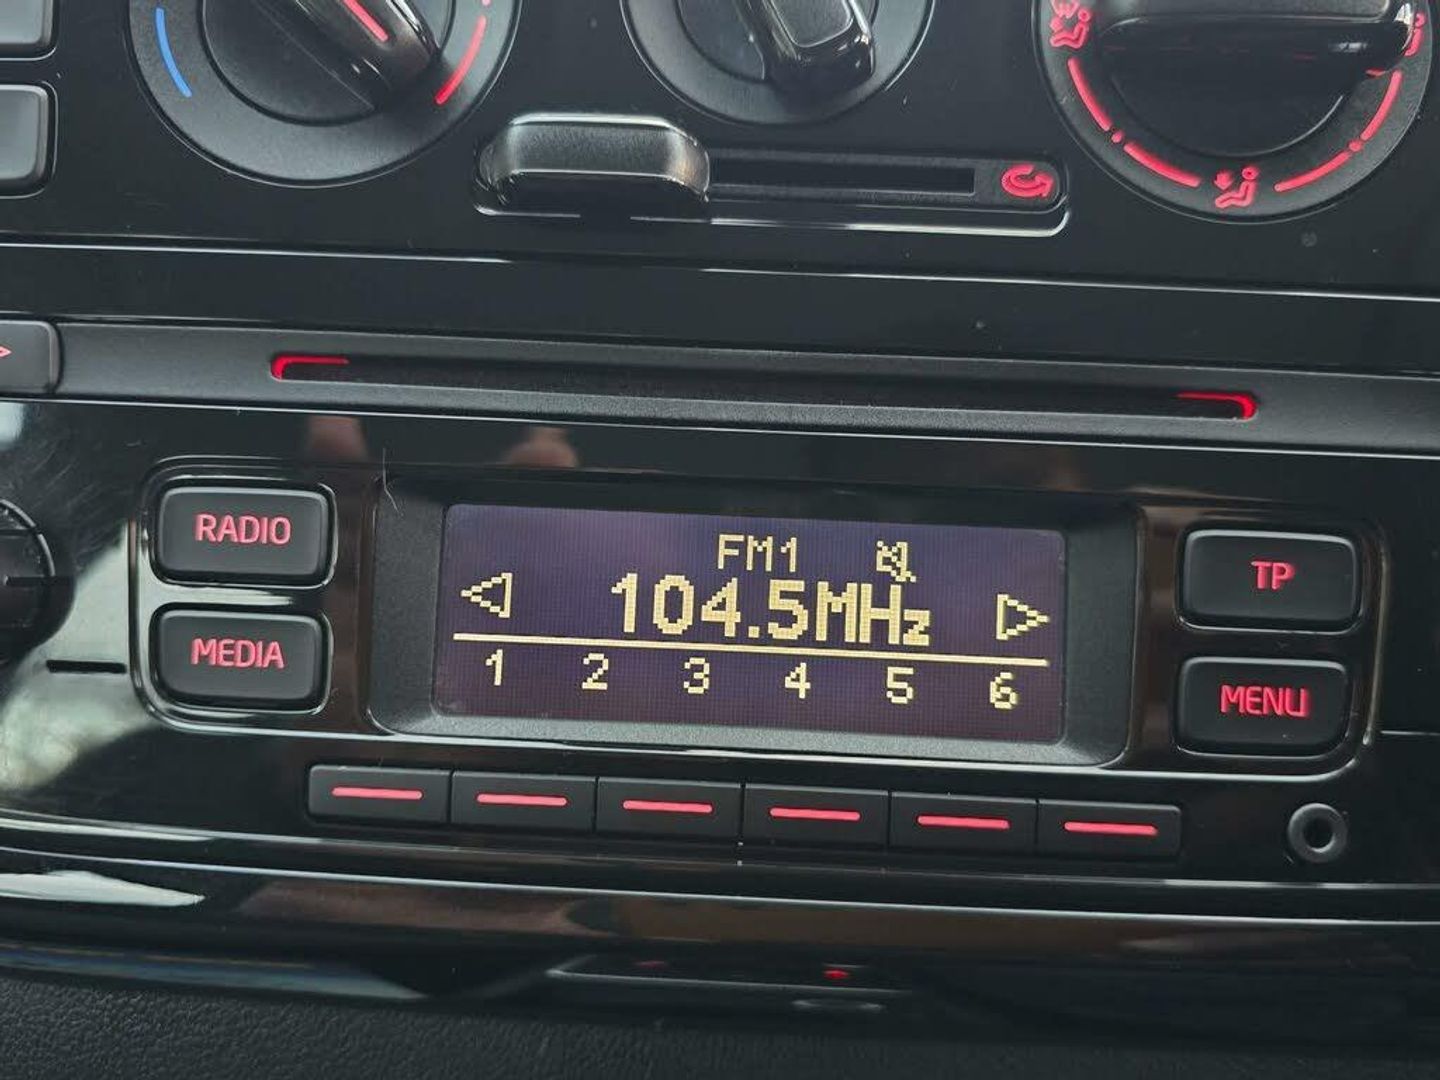 RADIO
MEDIA
FM1
104.5MHz
1 2 3 4 5 6
TP
MENU